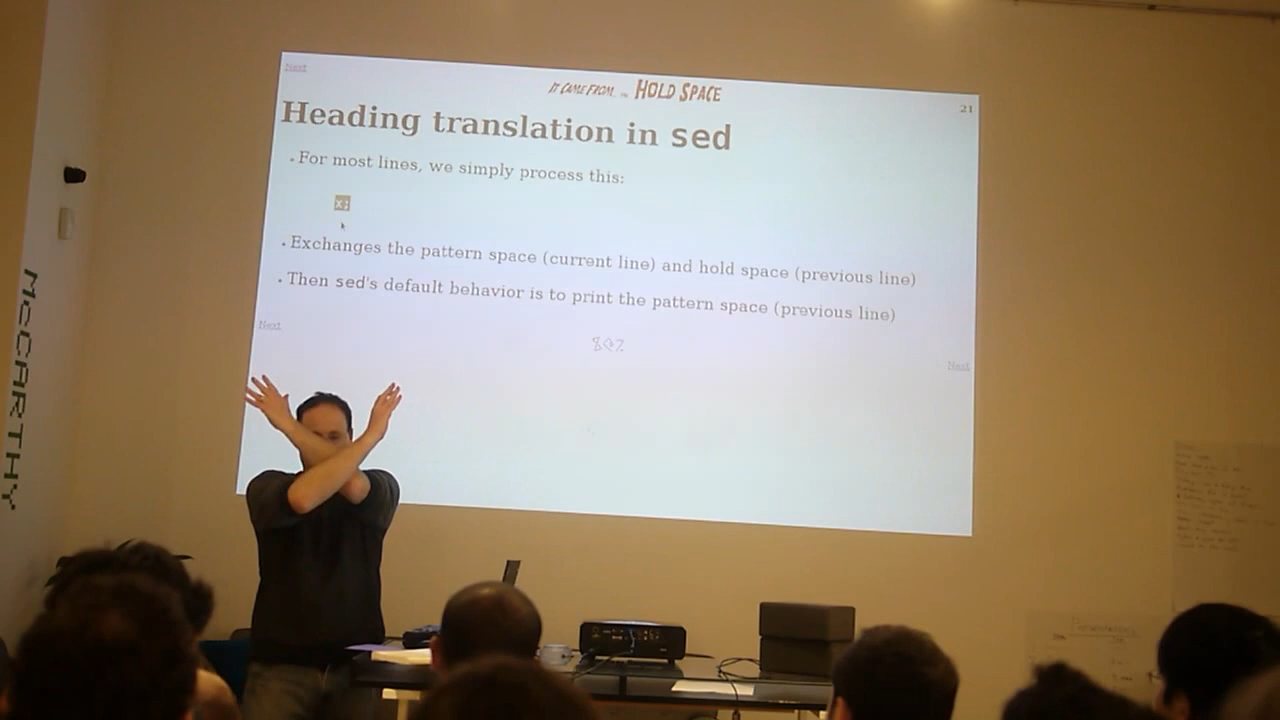 Next
IT CAME FROM... THE HOLD SPACE
21
Heading translation in sed
For most lines, we simply process this:
x;
Exchanges the pattern space (current line) and hold space (previous line)
Then sed's default behavior is to print the pattern space (previous line)
Next
Next
MCCARTHY